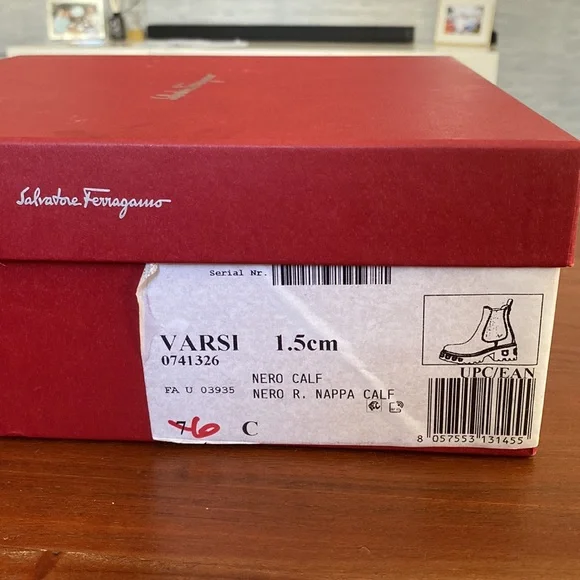 Salvatore Ferragamo
Serial Nr.
VARSI 1.5cm
0741326
NERO CALF
FA U 03935 NERO R. NAPPA CALF
UPC/EAN
6 C
8 057553 131455